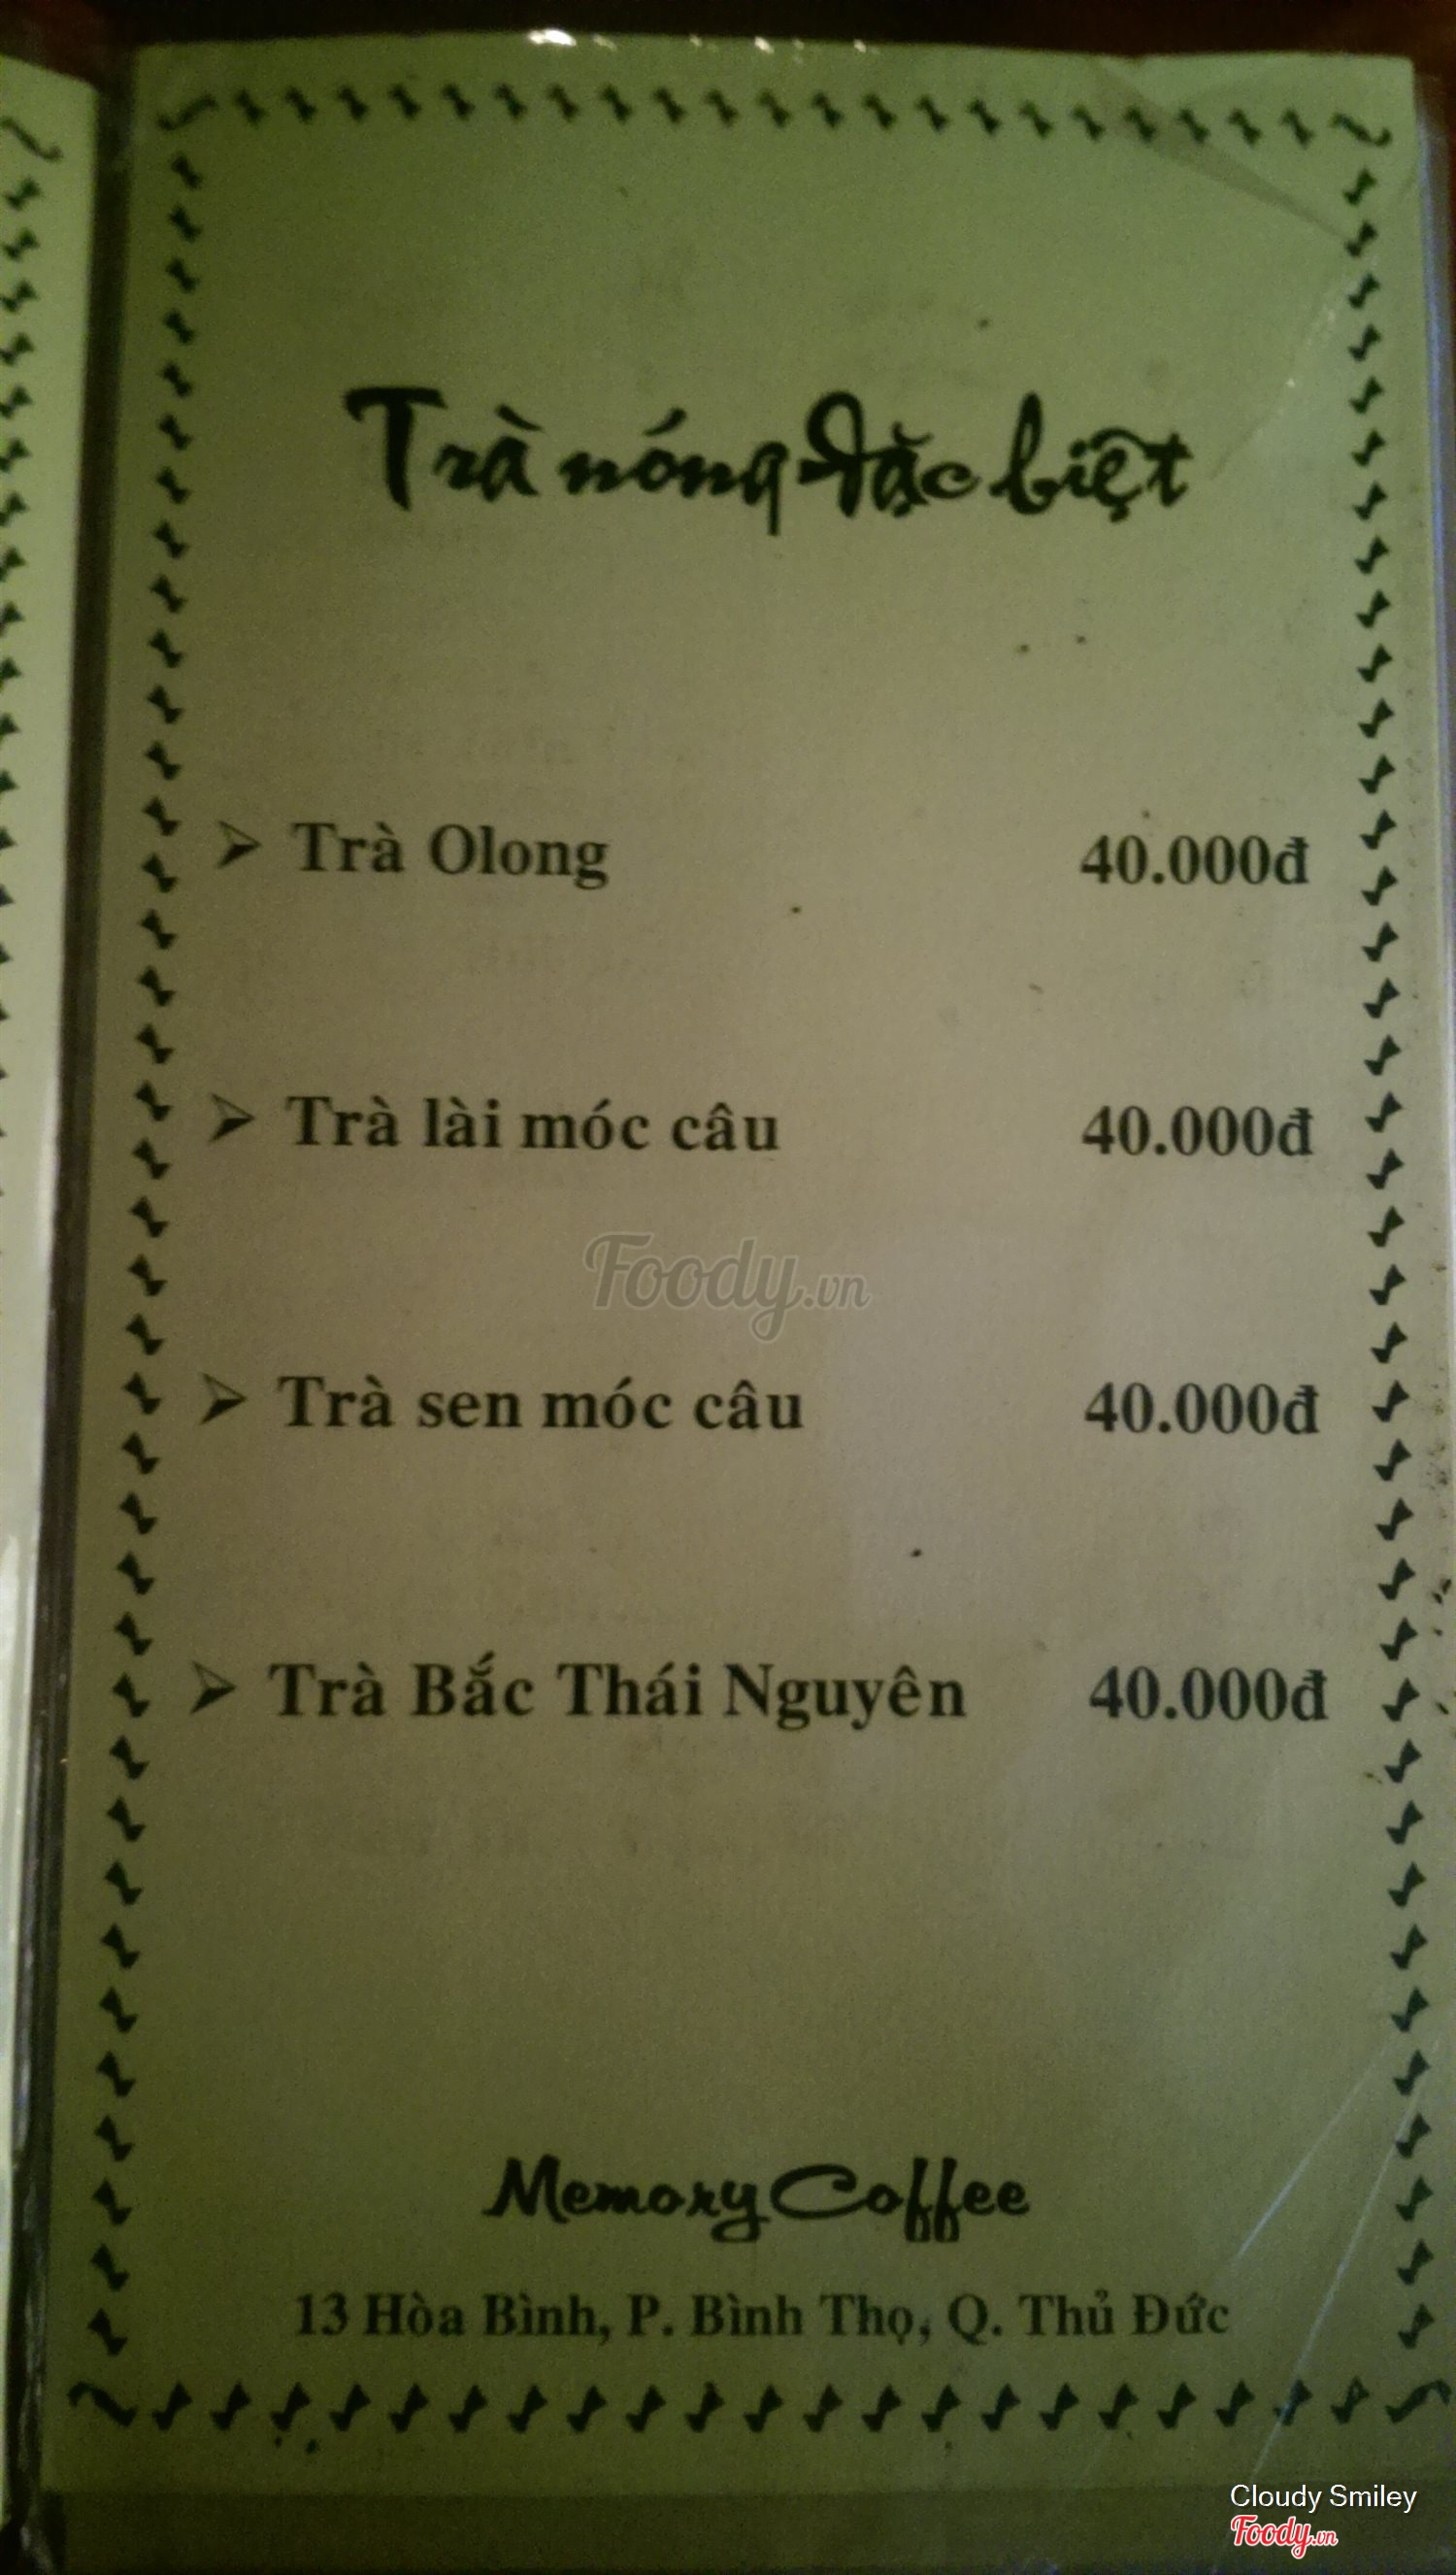 Trà nóng đặc biệt
➢ Trà Olong 40.000đ
➢ Trà lài móc câu 40.000đ
Foody.vn
➢ Trà sen móc câu 40.000đ
➢ Trà Bắc Thái Nguyên 40.000đ
Memory Coffee
13 Hòa Bình, P. Bình Thọ, Q. Thủ Đức
Cloudy Smiley
Foody.vn